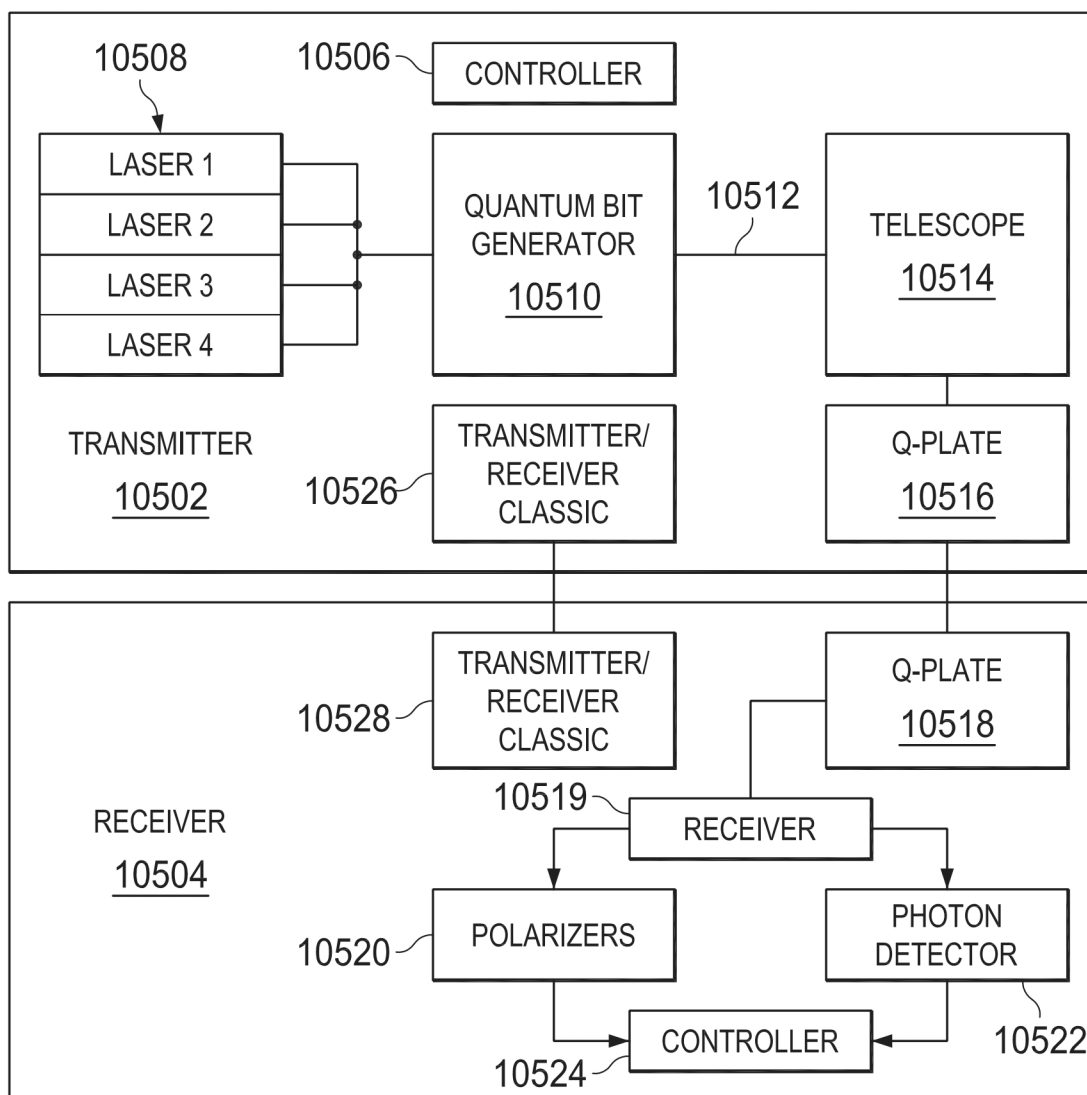 10508
10506
CONTROLLER
LASER 1
LASER 2
LASER 3
LASER 4
QUANTUM BIT
GENERATOR
10510
10512
TELESCOPE
10514
TRANSMITTER
10502
10526
TRANSMITTER/
RECEIVER
CLASSIC
Q-PLATE
10516
10528
TRANSMITTER/
RECEIVER
CLASSIC
Q-PLATE
10518
RECEIVER
10504
10519
RECEIVER
10520
POLARIZERS
PHOTON
DETECTOR
10522
10524
CONTROLLER